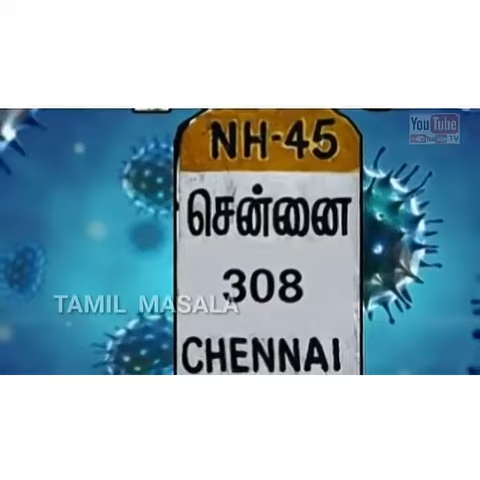 YouTube
NH-45
சென்னை
308
TAMIL MASALA
CHENNAI